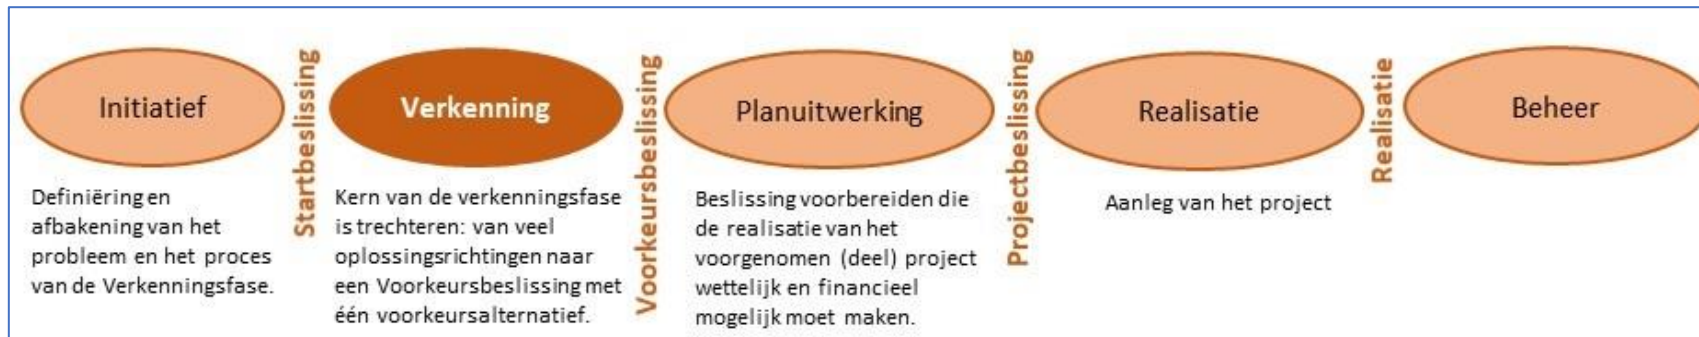 Initiatief
Definiëring en
afbakening van het
probleem en het proces
van de Verkenningsfase.
Startbeslissing
Verkenning
Kern van de verkenningsfase
is trechteren: van veel
oplossingsrichtingen naar
een Voorkeursbeslissing met
één voorkeursalternatief.
Voorkeursbeslissing
Planuitwerking
Beslissing voorbereiden die
de realisatie van het
voorgenomen (deel) project
wettelijk en financieel
mogelijk moet maken.
Projectbeslissing
Realisatie
Aanleg van het project
Realisatie
Beheer